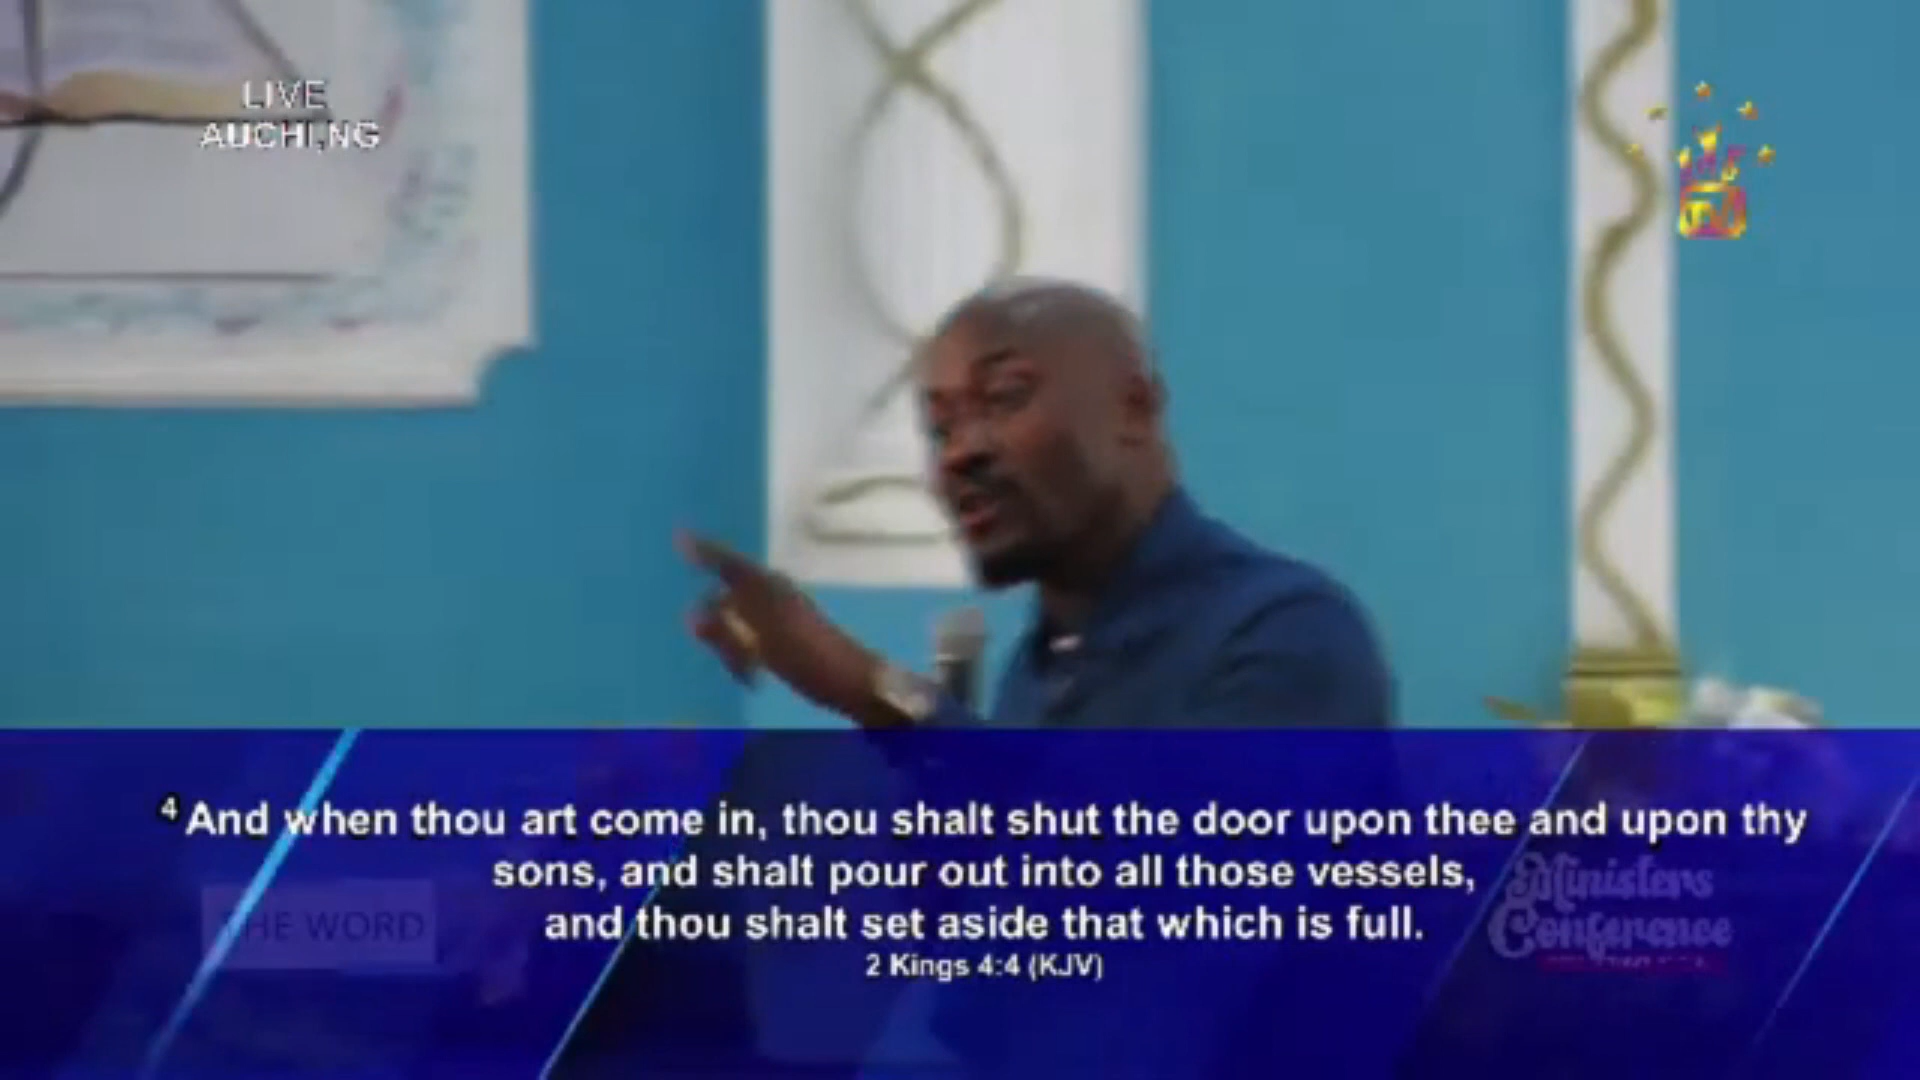 LIVE
AUCHI,NG
4 And when thou art come in, thou shalt shut the door upon thee and upon thy
sons, and shalt pour out into all those vessels,
and thou shalt set aside that which is full.
2 Kings 4:4 (KJV)
THE WORD
Ministers
Conference